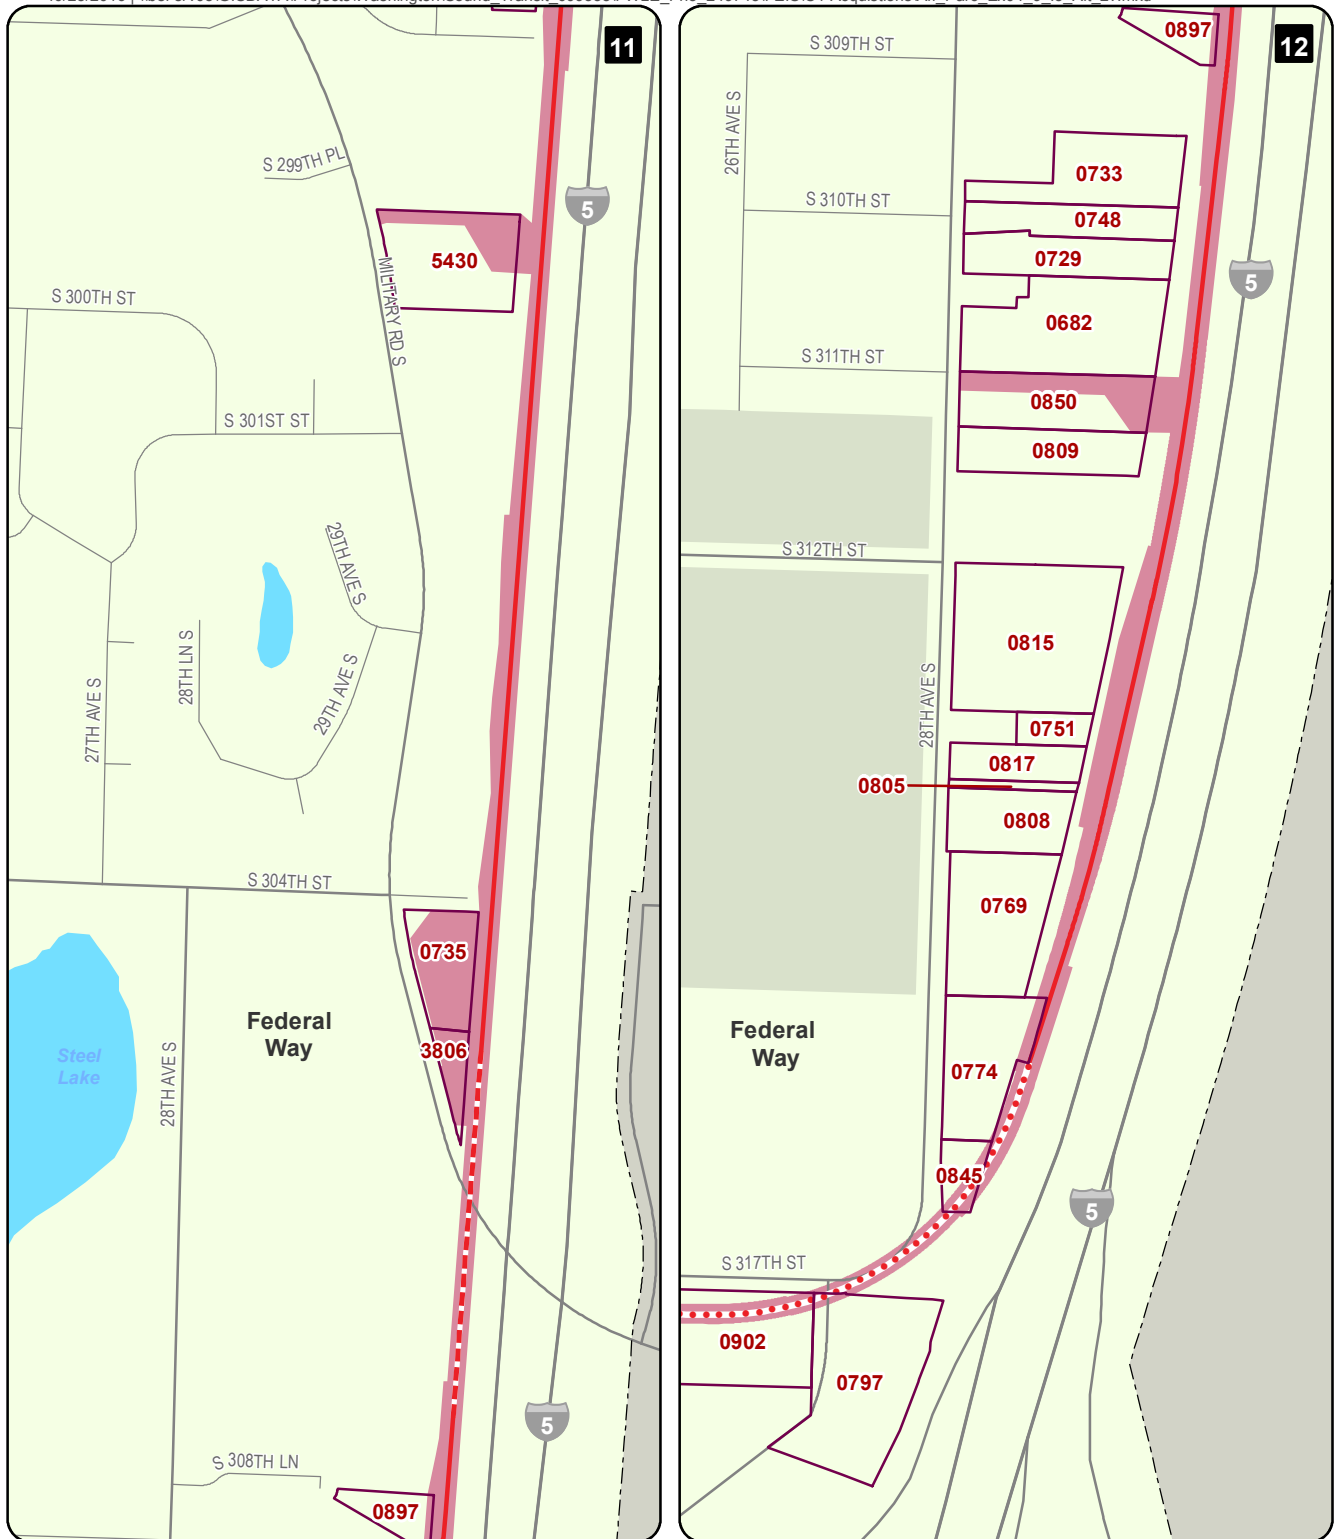 11
S 299TH PL
5
5430
MILITARY RD S
S 300TH ST
S 301ST ST
29TH AVE S
28TH LN S
29TH AVE S
27TH AVE S
S 304TH ST
0735
Federal
Way
3806
Steel
Lake
28TH AVE S
5
S 308TH LN
0897
12
S 309TH ST
0897
26TH AVE S
0733
S 310TH ST
0748
0729
5
0682
S 311TH ST
0850
0809
S 312TH ST
0815
28TH AVE S
0751
0817
0805
0808
0769
Federal
Way
0774
0845
5
S 317TH ST
0902
0797